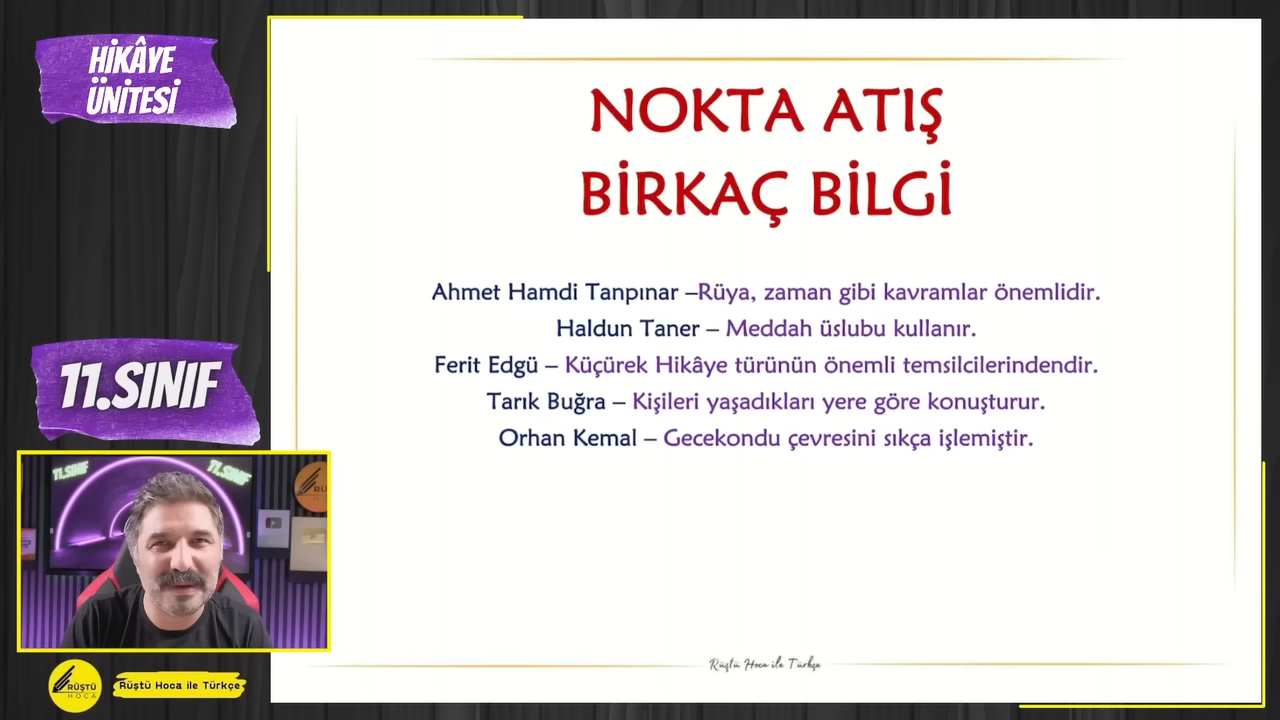 HİKÂYE
ÜNİTESİ
NOKTA ATIŞ
BİRKAÇ BİLGİ
Ahmet Hamdi Tanpınar –Rüya, zaman gibi kavramlar önemlidir.
Haldun Taner – Meddah üslubu kullanır.
Ferit Edgü – Küçürek Hikâye türünün önemli temsilcilerindendir.
Tarık Buğra – Kişileri yaşadıkları yere göre konuşturur.
Orhan Kemal – Gecekondu çevresini sıkça işlemiştir.
11.SINIF
11.SINIF
11.SINIF
RÜŞTÜ
HOCA
Rüştü Hoca ile Türkçe
Rüştü Hoca ile Türkçe